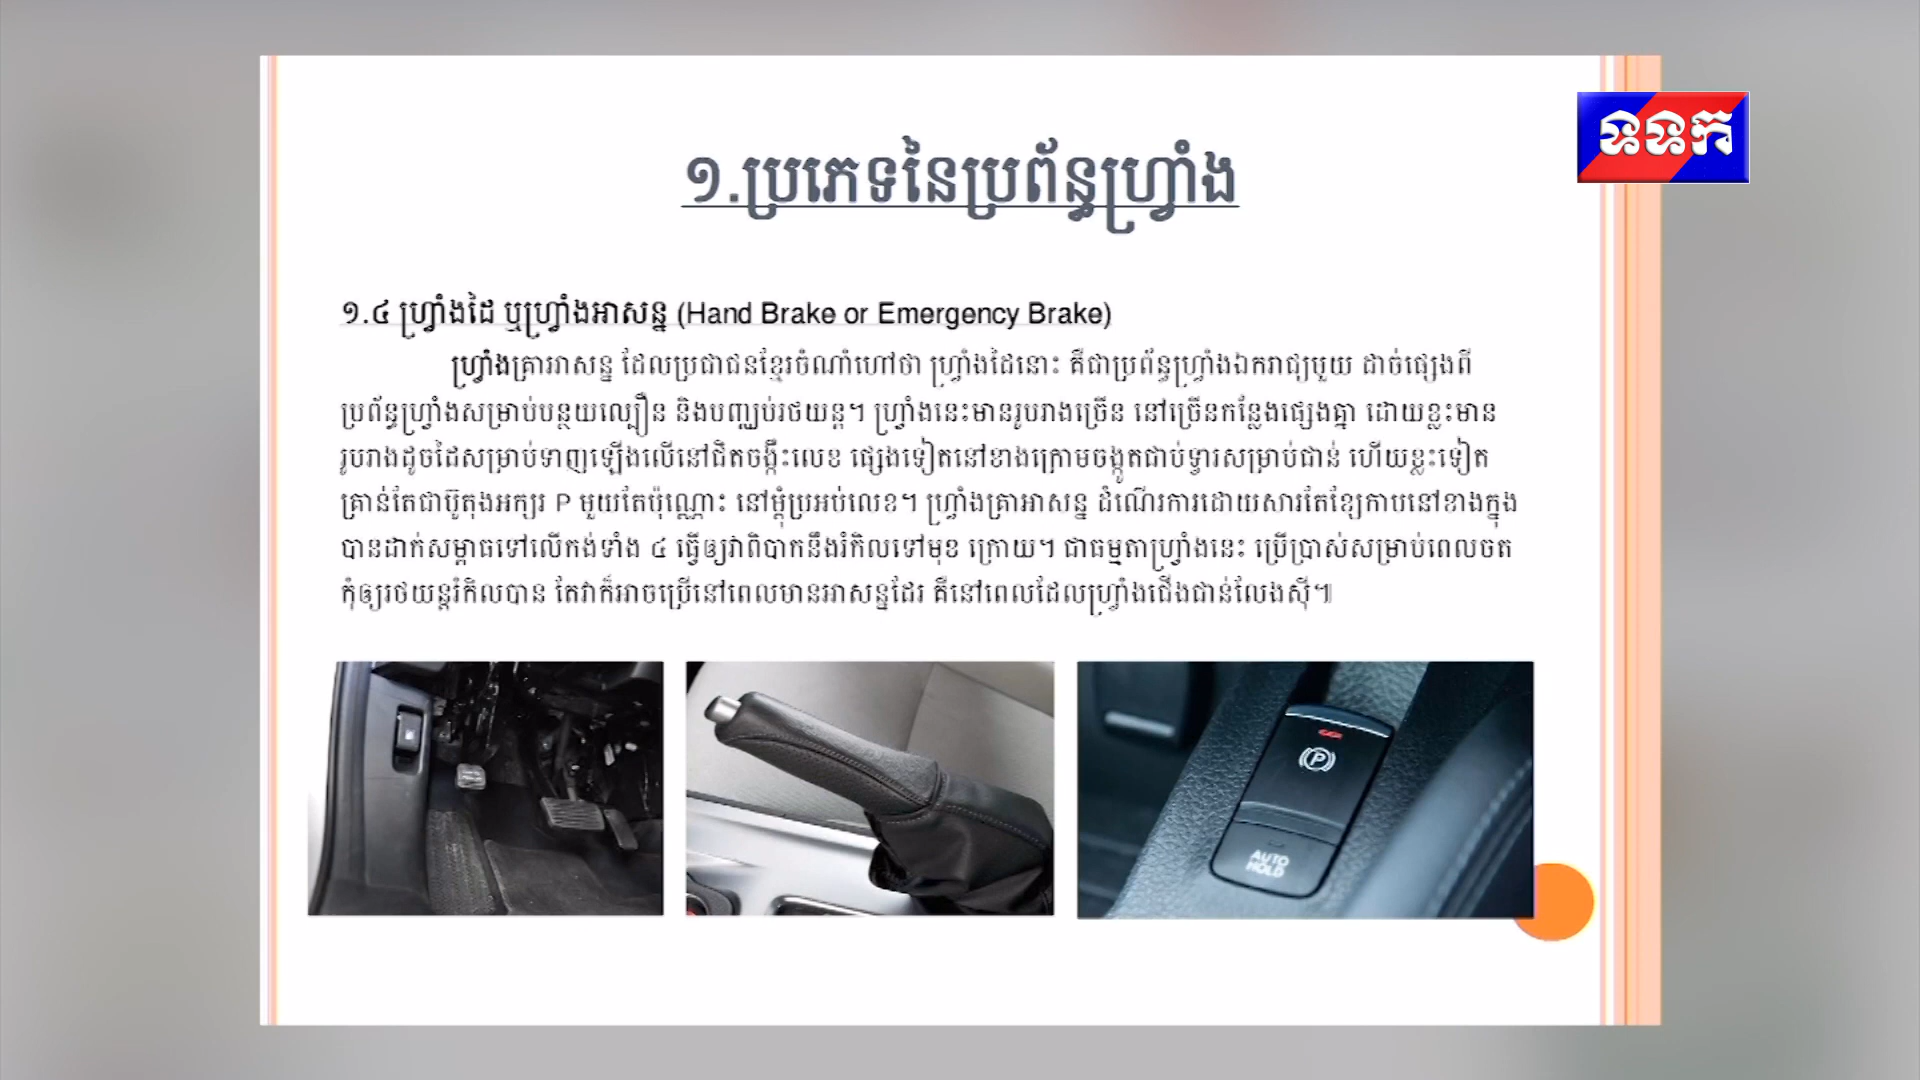 ទទក
១.ប្រភេទនៃប្រព័ន្ធហ្វ្រាំង
១.៤ ហ្វ្រាំងដៃ ឬហ្វ្រាំងអាសន្ន (Hand Brake or Emergency Brake)
ហ្វ្រាំងគ្រាអាសន្ន ដែលប្រជាជនខ្មែរចំណាំហៅថា ហ្វ្រាំងដៃនោះ គឺជាប្រព័ន្ធហ្វ្រាំងឯករាជ្យមួយ ដាច់ផ្សេងពី
ប្រព័ន្ធហ្វ្រាំងសម្រាប់បន្ថយល្បឿន និងបញ្ឈប់រថយន្ត។ ហ្វ្រាំងនេះមានរូបរាងច្រើន នៅច្រើនកន្លែងផ្សេងគ្នា ដោយខ្លះមាន
រូបរាងដូចដៃសម្រាប់ទាញឡើងលើនៅជិតចង្កឹះលេខ ផ្សេងទៀតនៅខាងក្រោមចង្កូតជាប់ទ្វារសម្រាប់ជាន់ ហើយខ្លះទៀត
គ្រាន់តែជាប៊ូតុងអក្សរ P មួយតែប៉ុណ្ណោះ នៅម្ដុំប្រអប់លេខ។ ហ្វ្រាំងគ្រាអាសន្ន ដំណើរការដោយសារតែខ្សែកាបនៅខាងក្នុង
បានដាក់សម្ពាធទៅលើកង់ទាំង ៤ ធ្វើឲ្យវាពិបាកនឹងរំកិលទៅមុខ ក្រោយ។ ជាធម្មតាហ្វ្រាំងនេះ ប្រើប្រាស់សម្រាប់ពេលចត
កុំឲ្យរថយន្តរំកិលបាន តែវាក៏អាចប្រើនៅពេលមានអាសន្នដែរ គឺនៅពេលដែលហ្វ្រាំងជើងជាន់លែងស៊ី៕
P
AUTO
HOLD